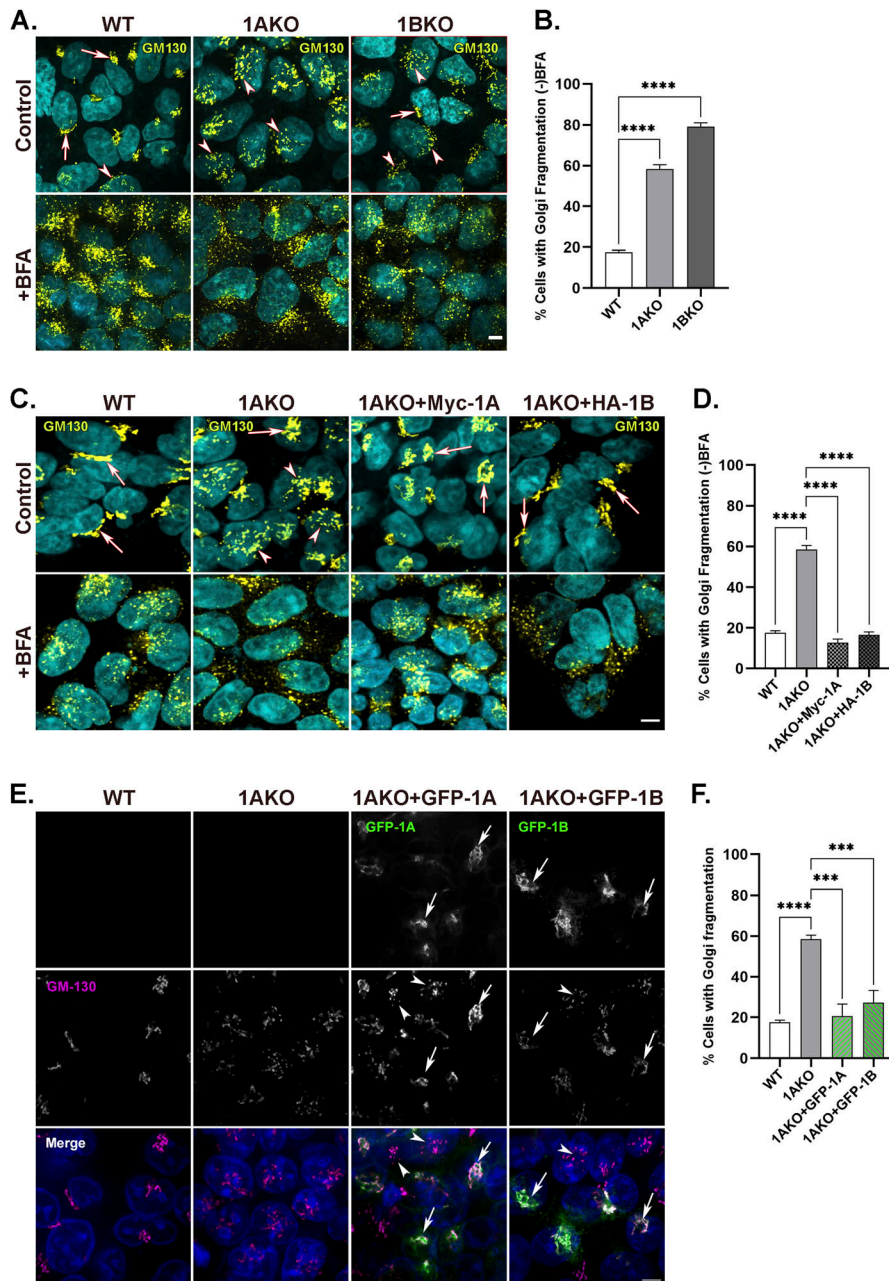 A.
WT 1AKO 1BKO
Control
GM130 GM130 GM130
+BFA
B.
% Cells with Golgi Fragmentation (-)BFA
100
80
60
40
20
0
****
****
WT 1AKO 1BKO
C.
WT 1AKO 1AKO+Myc-1A 1AKO+HA-1B
Control
GM130 GM130 GM130
+BFA
D.
% Cells with Golgi Fragmentation (-)BFA
100
80
60
40
20
0
****
****
****
WT 1AKO 1AKO+Myc-1A 1AKO+HA-1B
E.
WT 1AKO 1AKO+GFP-1A 1AKO+GFP-1B
GFP-1A GFP-1B
GM-130
Merge
F.
% Cells with Golgi fragmentation
100
80
60
40
20
0
***
***
****
WT 1AKO 1AKO+GFP-1A 1AKO+GFP-1B